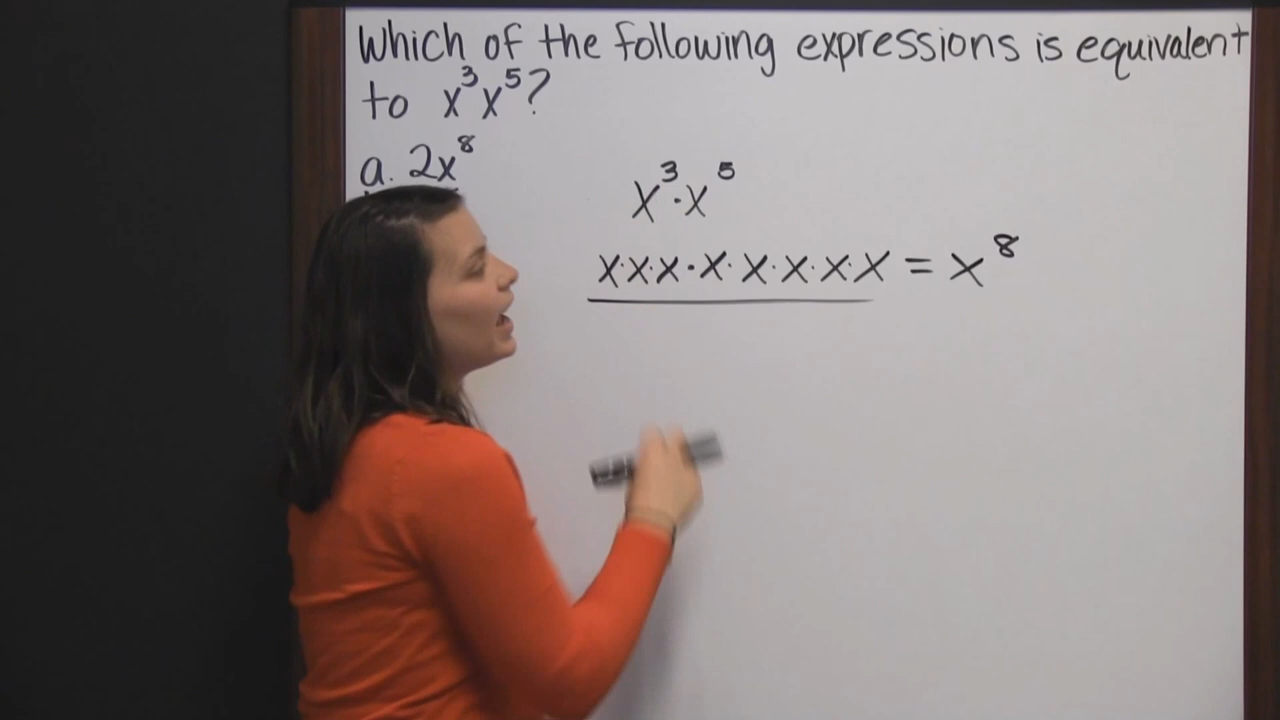 Which of the following expressions is equivalent
to x³x⁵?
a. 2x⁸
x³·x⁵
x·x·x·x·x·x·x·x = x⁸